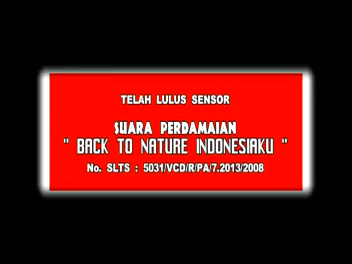 TELAH LULUS SENSOR
SUARA PERDAMAIAN
" BACK TO NATURE INDONESIAKU "
No. SLTS : 5031/VCD/R/PA/7.2013/2008